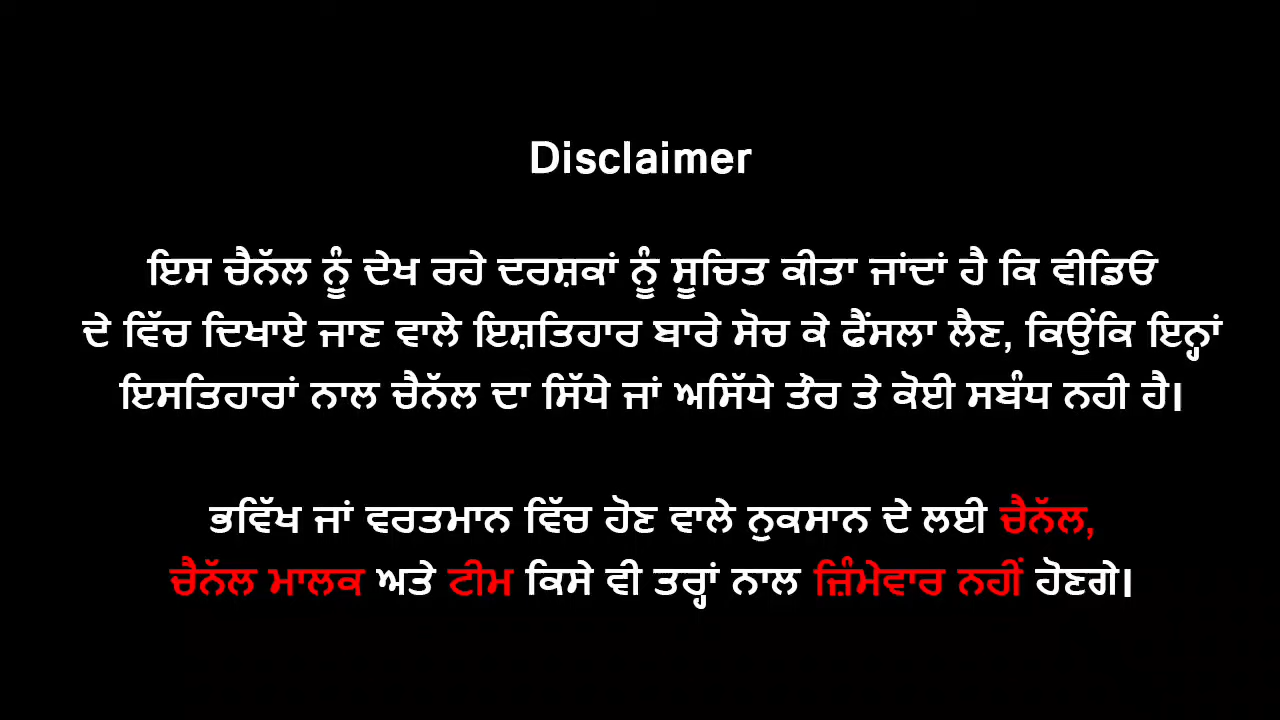 Disclaimer
ਇਸ ਚੈਨੱਲ ਨੂੰ ਦੇਖ ਰਹੇ ਦਰਸ਼ਕਾਂ ਨੂੰ ਸੂਚਿਤ ਕੀਤਾ ਜਾਂਦਾਂ ਹੈ ਕਿ ਵੀਡਿਓ
ਦੇ ਵਿੱਚ ਦਿਖਾਏ ਜਾਣ ਵਾਲੇ ਇਸ਼ਤਿਹਾਰ ਬਾਰੇ ਸੋਚ ਕੇ ਫੈਂਸਲਾ ਲੈਣ, ਕਿਉਂਕਿ ਇਨ੍ਹਾਂ
ਇਸਤਿਹਾਰਾਂ ਨਾਲ ਚੈਨੱਲ ਦਾ ਸਿੱਧੇ ਜਾਂ ਅਸਿੱਧੇ ਤੌਰ ਤੇ ਕੋਈ ਸਬੰਧ ਨਹੀ ਹੈ।
ਭਵਿੱਖ ਜਾਂ ਵਰਤਮਾਨ ਵਿੱਚ ਹੋਣ ਵਾਲੇ ਨੁਕਸਾਨ ਦੇ ਲਈ ਚੈਨੱਲ,
ਚੈਨੱਲ ਮਾਲਕ ਅਤੇ ਟੀਮ ਕਿਸੇ ਵੀ ਤਰ੍ਹਾਂ ਨਾਲ ਜ਼ਿੰਮੇਵਾਰ ਨਹੀਂ ਹੋਣਗੇ।